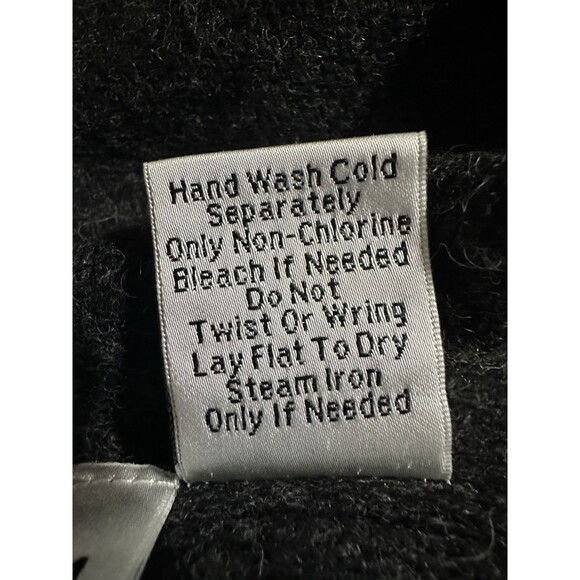 Hand Wash Cold
Separately
Only Non-Chlorine
Bleach If Needed
Do Not
Twist Or Wring
Lay Flat To Dry
Steam Iron
Only If Needed